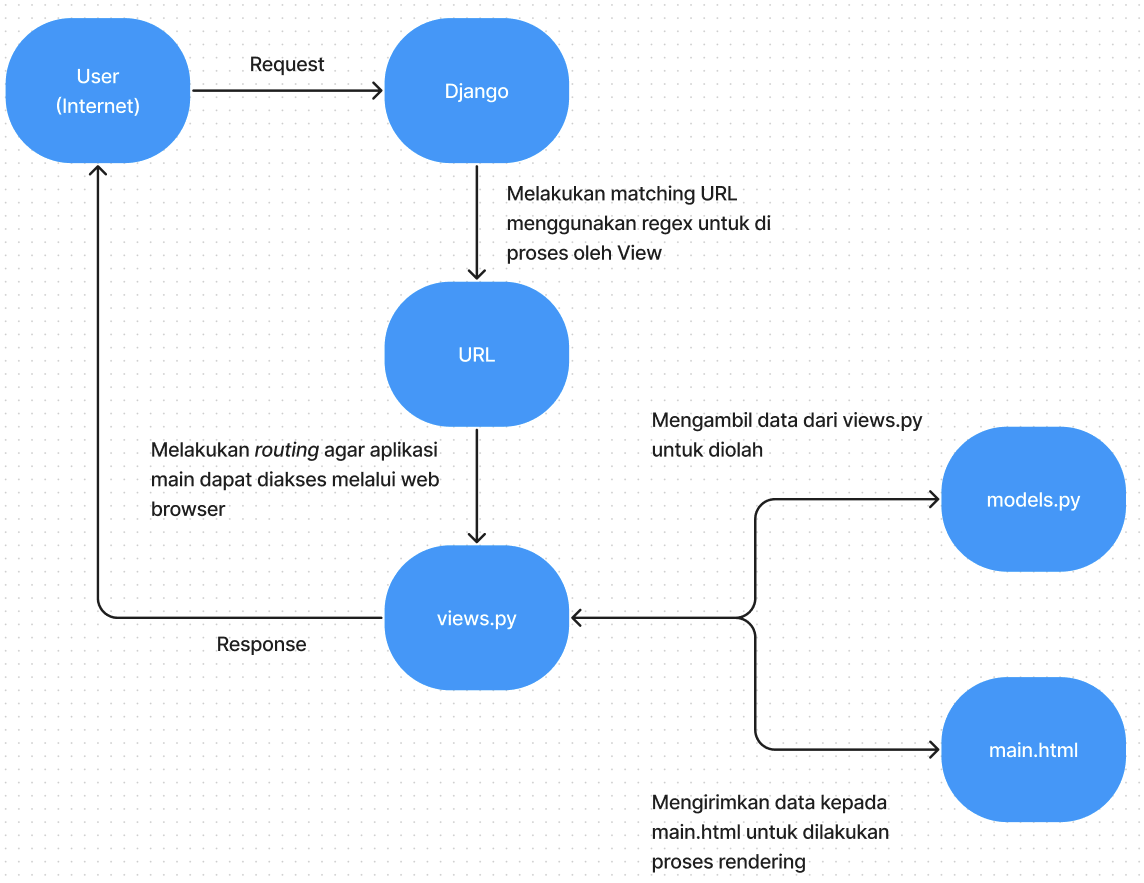 User
(Internet)
Request
Django
Melakukan matching URL
menggunakan regex untuk di
proses oleh View
URL
Mengambil data dari views.py
untuk diolah
Melakukan routing agar aplikasi
main dapat diakses melalui web
browser
models.py
views.py
Response
main.html
Mengirimkan data kepada
main.html untuk dilakukan
proses rendering